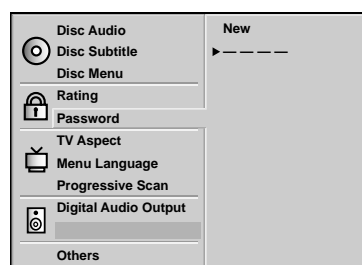 Disc Audio
Disc Subtitle
Disc Menu
Rating
Password
TV Aspect
Menu Language
Progressive Scan
Digital Audio Output
Others
New
– – – –